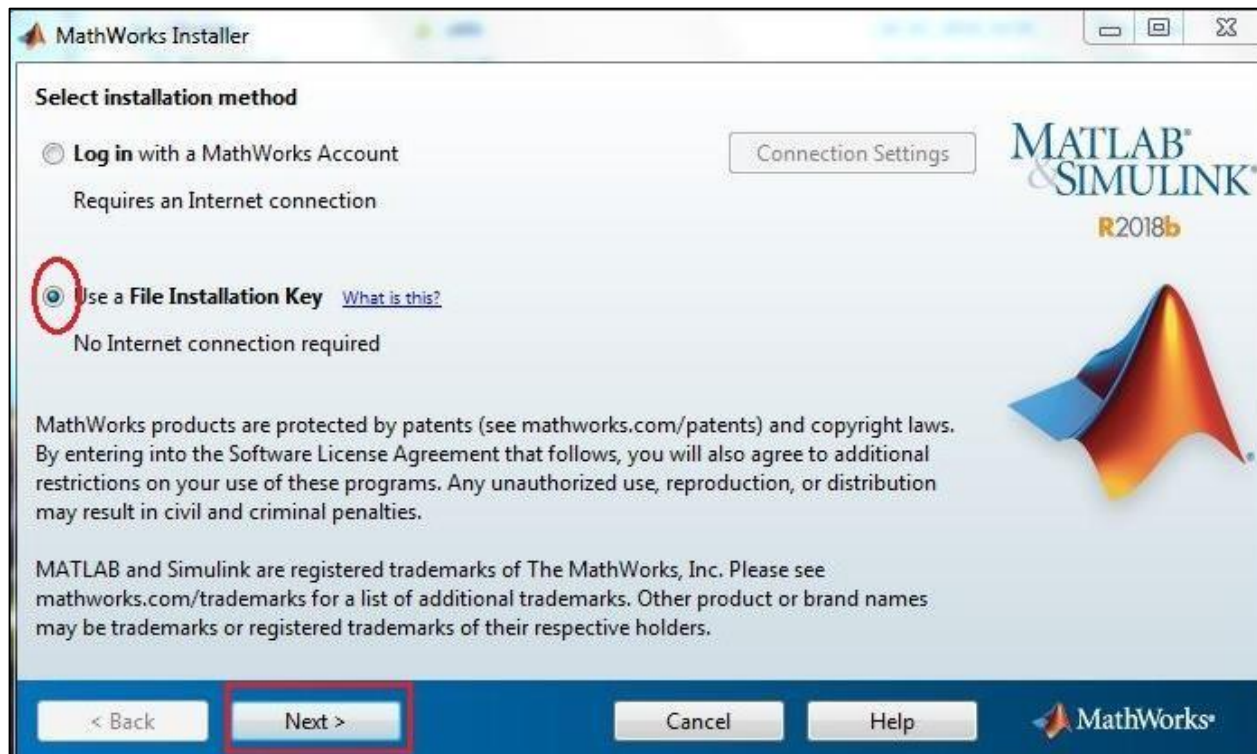 MathWorks Installer
Select installation method
Log in with a MathWorks Account
Connection Settings
Requires an Internet connection
MATLAB®
&SIMULINK®
R2018b
Use a File Installation Key What is this?
No Internet connection required
MathWorks products are protected by patents (see mathworks.com/patents) and copyright laws.
By entering into the Software License Agreement that follows, you will also agree to additional
restrictions on your use of these programs. Any unauthorized use, reproduction, or distribution
may result in civil and criminal penalties.
MATLAB and Simulink are registered trademarks of The MathWorks, Inc. Please see
mathworks.com/trademarks for a list of additional trademarks. Other product or brand names
may be trademarks or registered trademarks of their respective holders.
< Back Next > Cancel Help MathWorks®